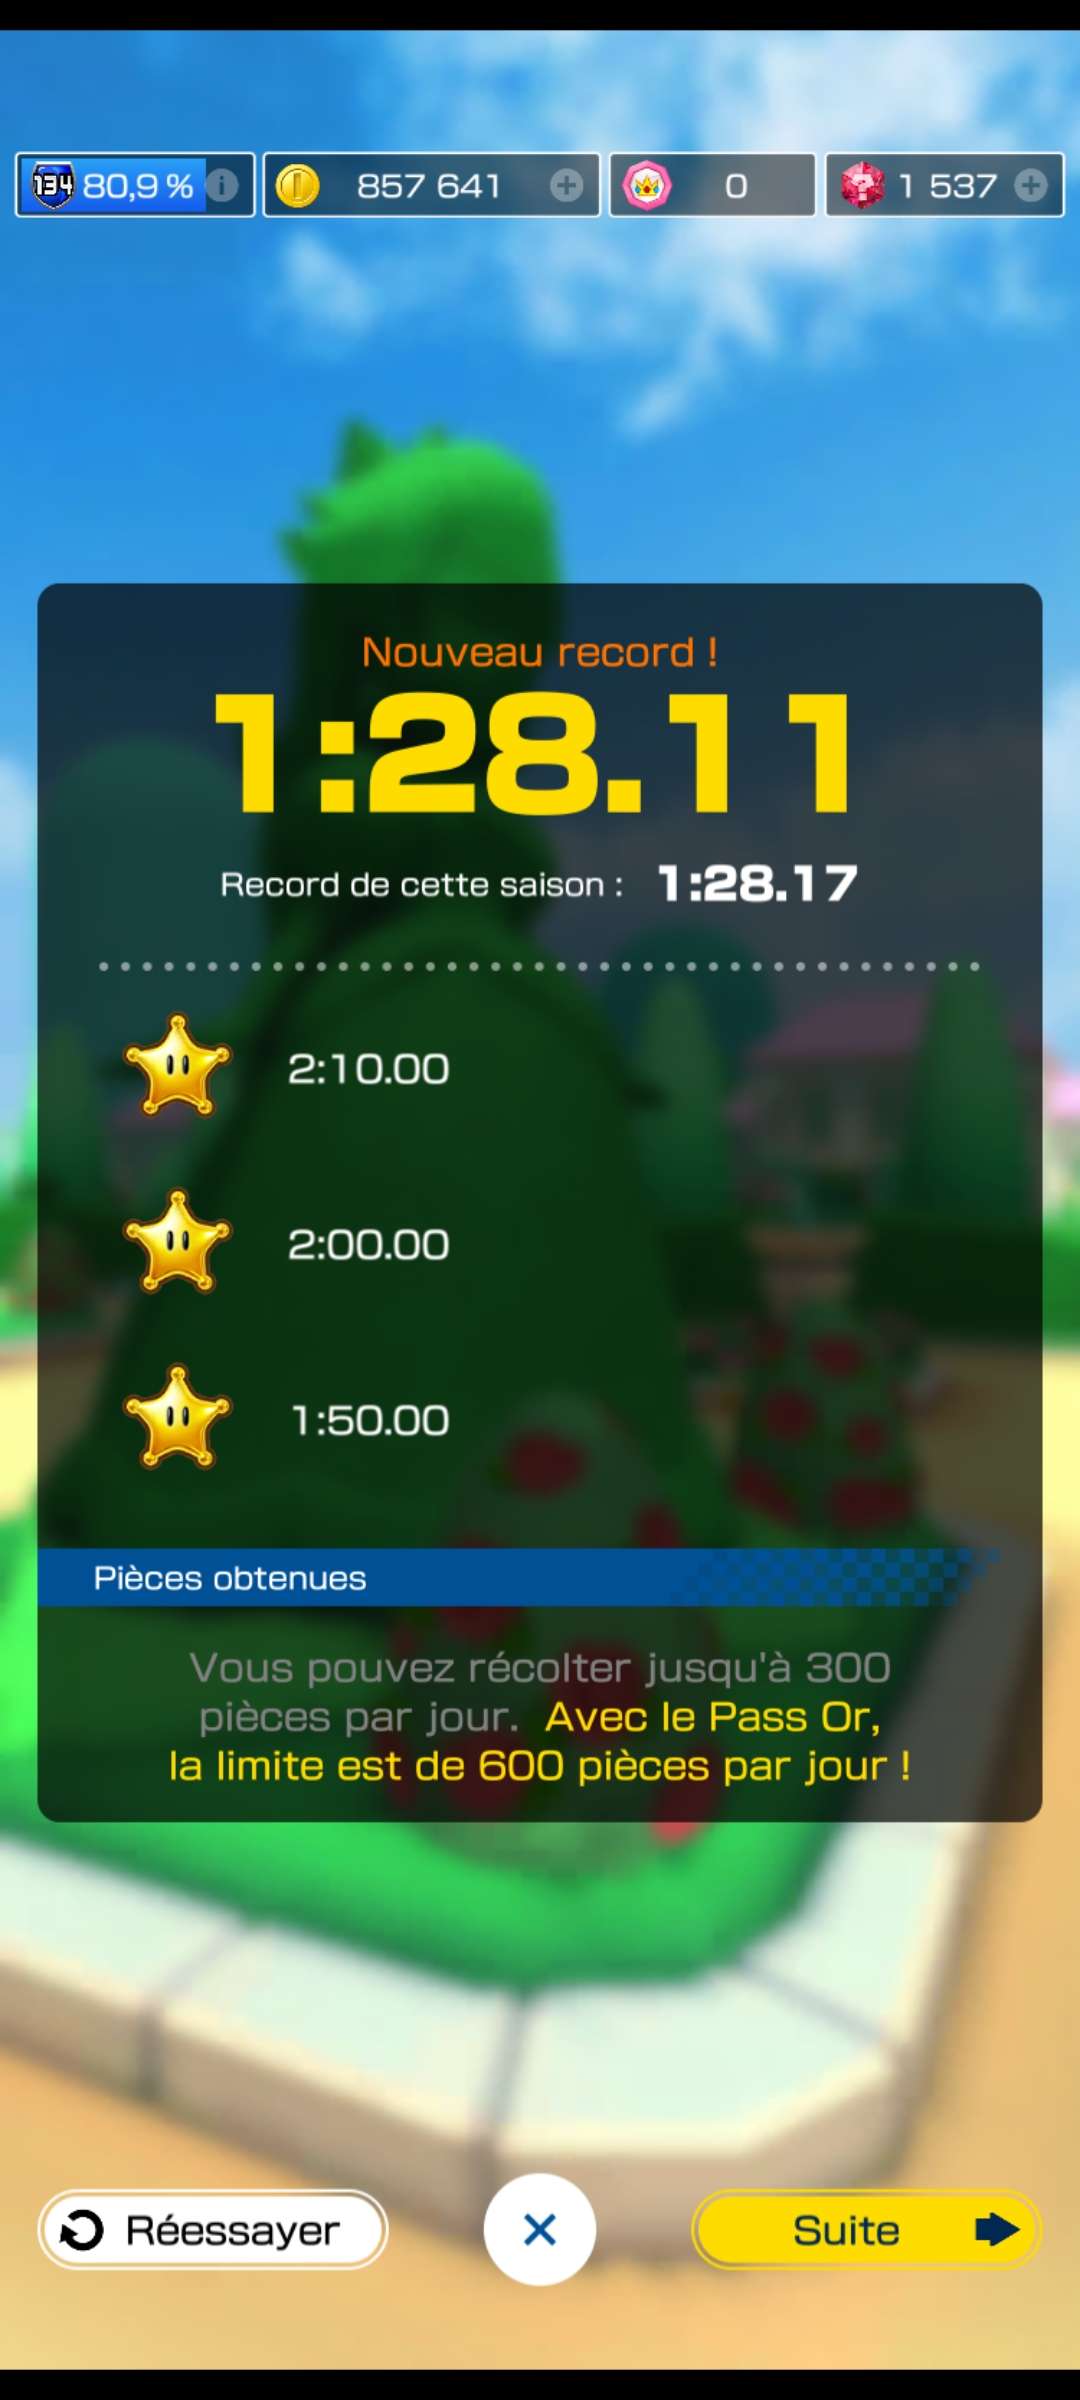 134 80,9 % i 857 641 + 0 ? 1 537 +
Nouveau record !
1:28.11
Record de cette saison : 1:28.17
2:10.00
2:00.00
1:50.00
Pièces obtenues
Vous pouvez récolter jusqu'à 300
pièces par jour. Avec le Pass Or,
la limite est de 600 pièces par jour !
Réessayer × Suite